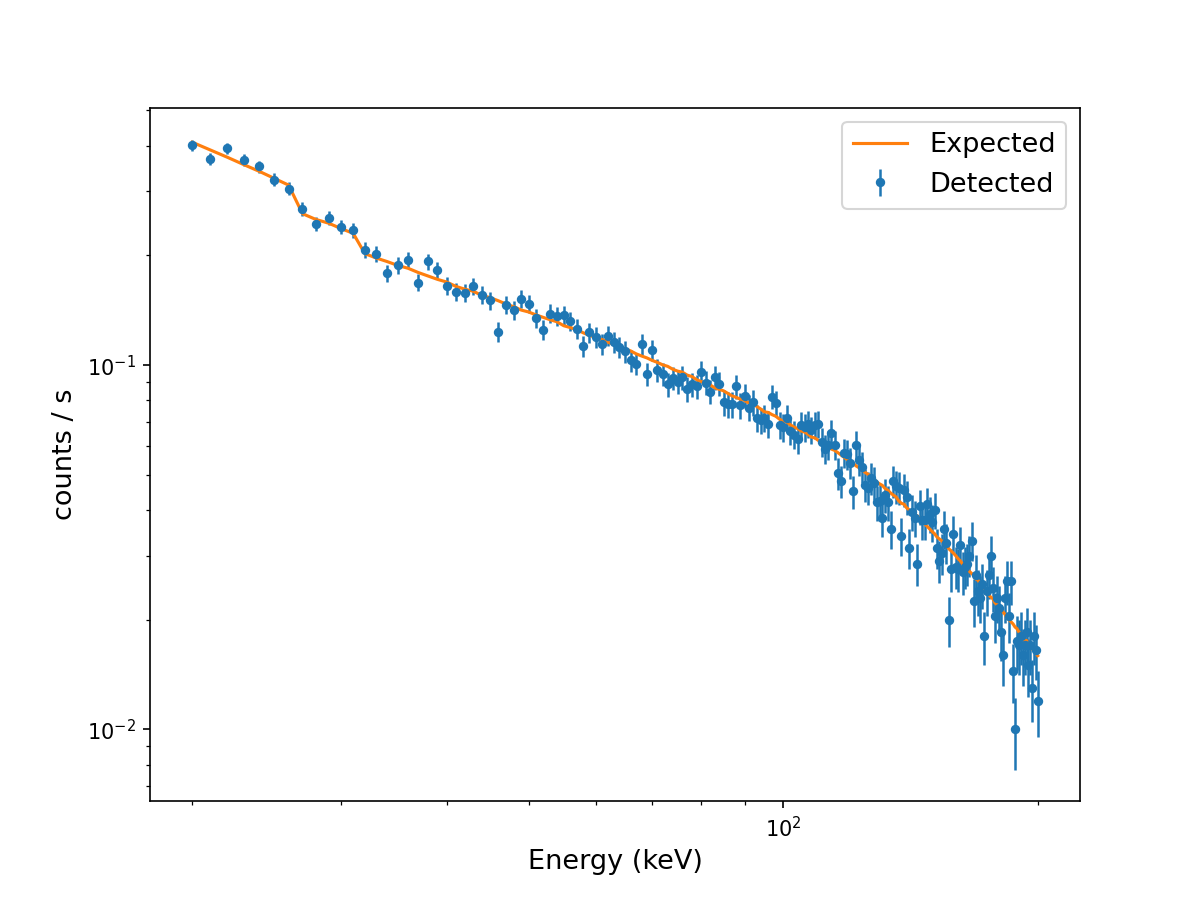 Expected
Detected
counts / s
10⁻¹
10⁻²
10²
Energy (keV)